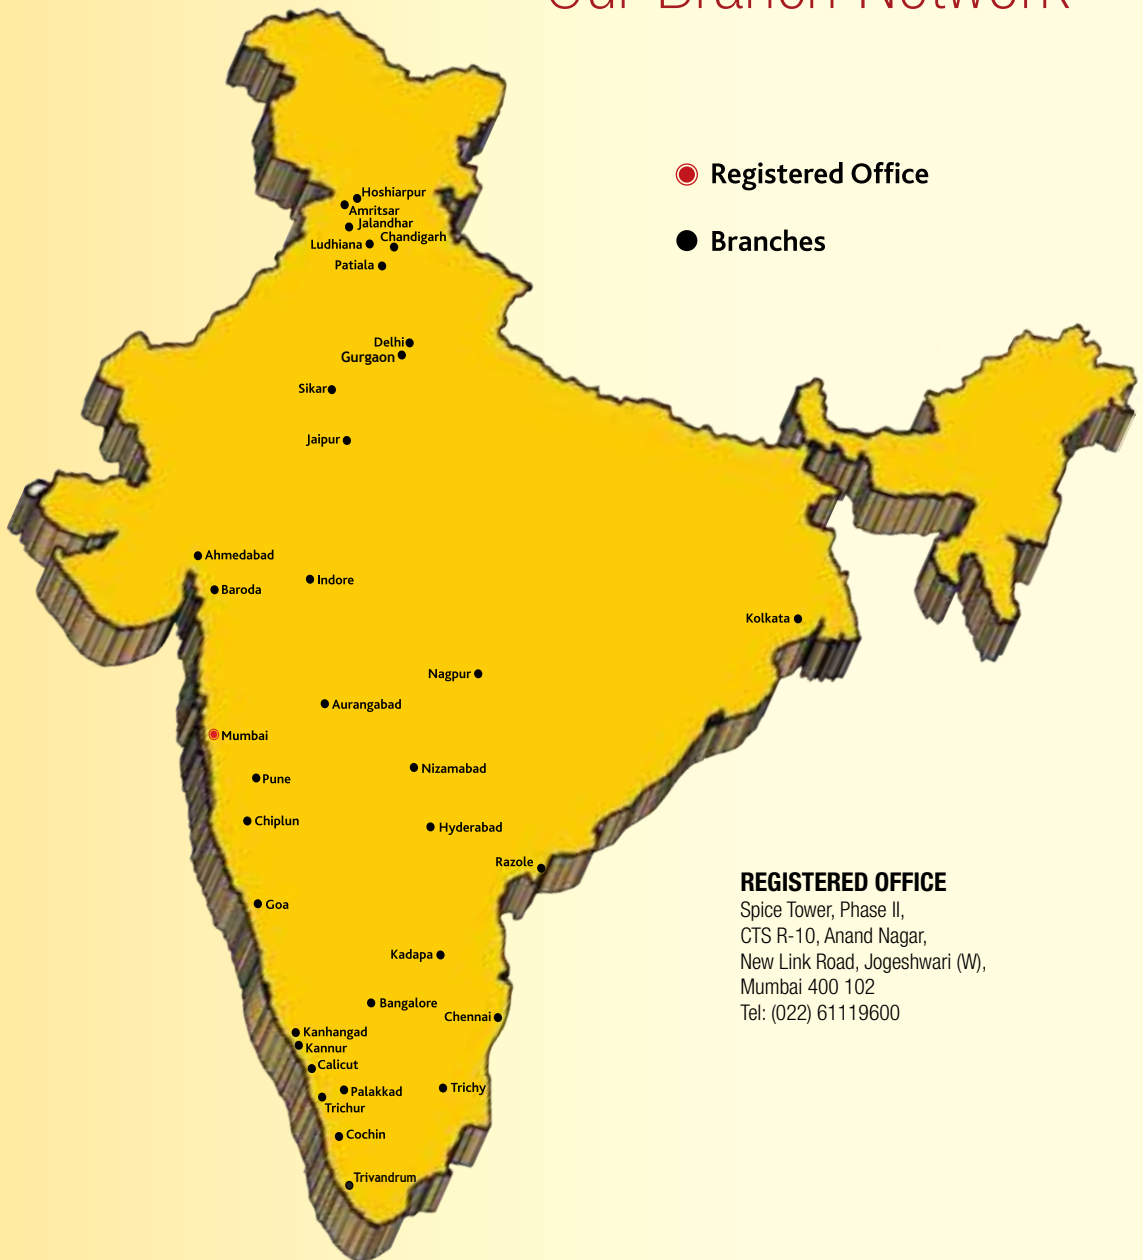 Our Branch Network
Registered Office
Branches
Hoshiarpur
Amritsar
Jalandhar
Chandigarh
Ludhiana
Patiala
Delhi
Gurgaon
Sikar
Jaipur
Ahmedabad
Indore
Baroda
Kolkata
Nagpur
Aurangabad
Mumbai
Nizamabad
Pune
Chiplun
Hyderabad
Razole
Goa
Kadapa
Bangalore
Chennai
Kanhangad
Kannur
Calicut
Palakkad
Trichy
Trichur
Cochin
Trivandrum
REGISTERED OFFICE
Spice Tower, Phase II,
CTS R-10, Anand Nagar,
New Link Road, Jogeshwari (W),
Mumbai 400 102
Tel: (022) 61119600